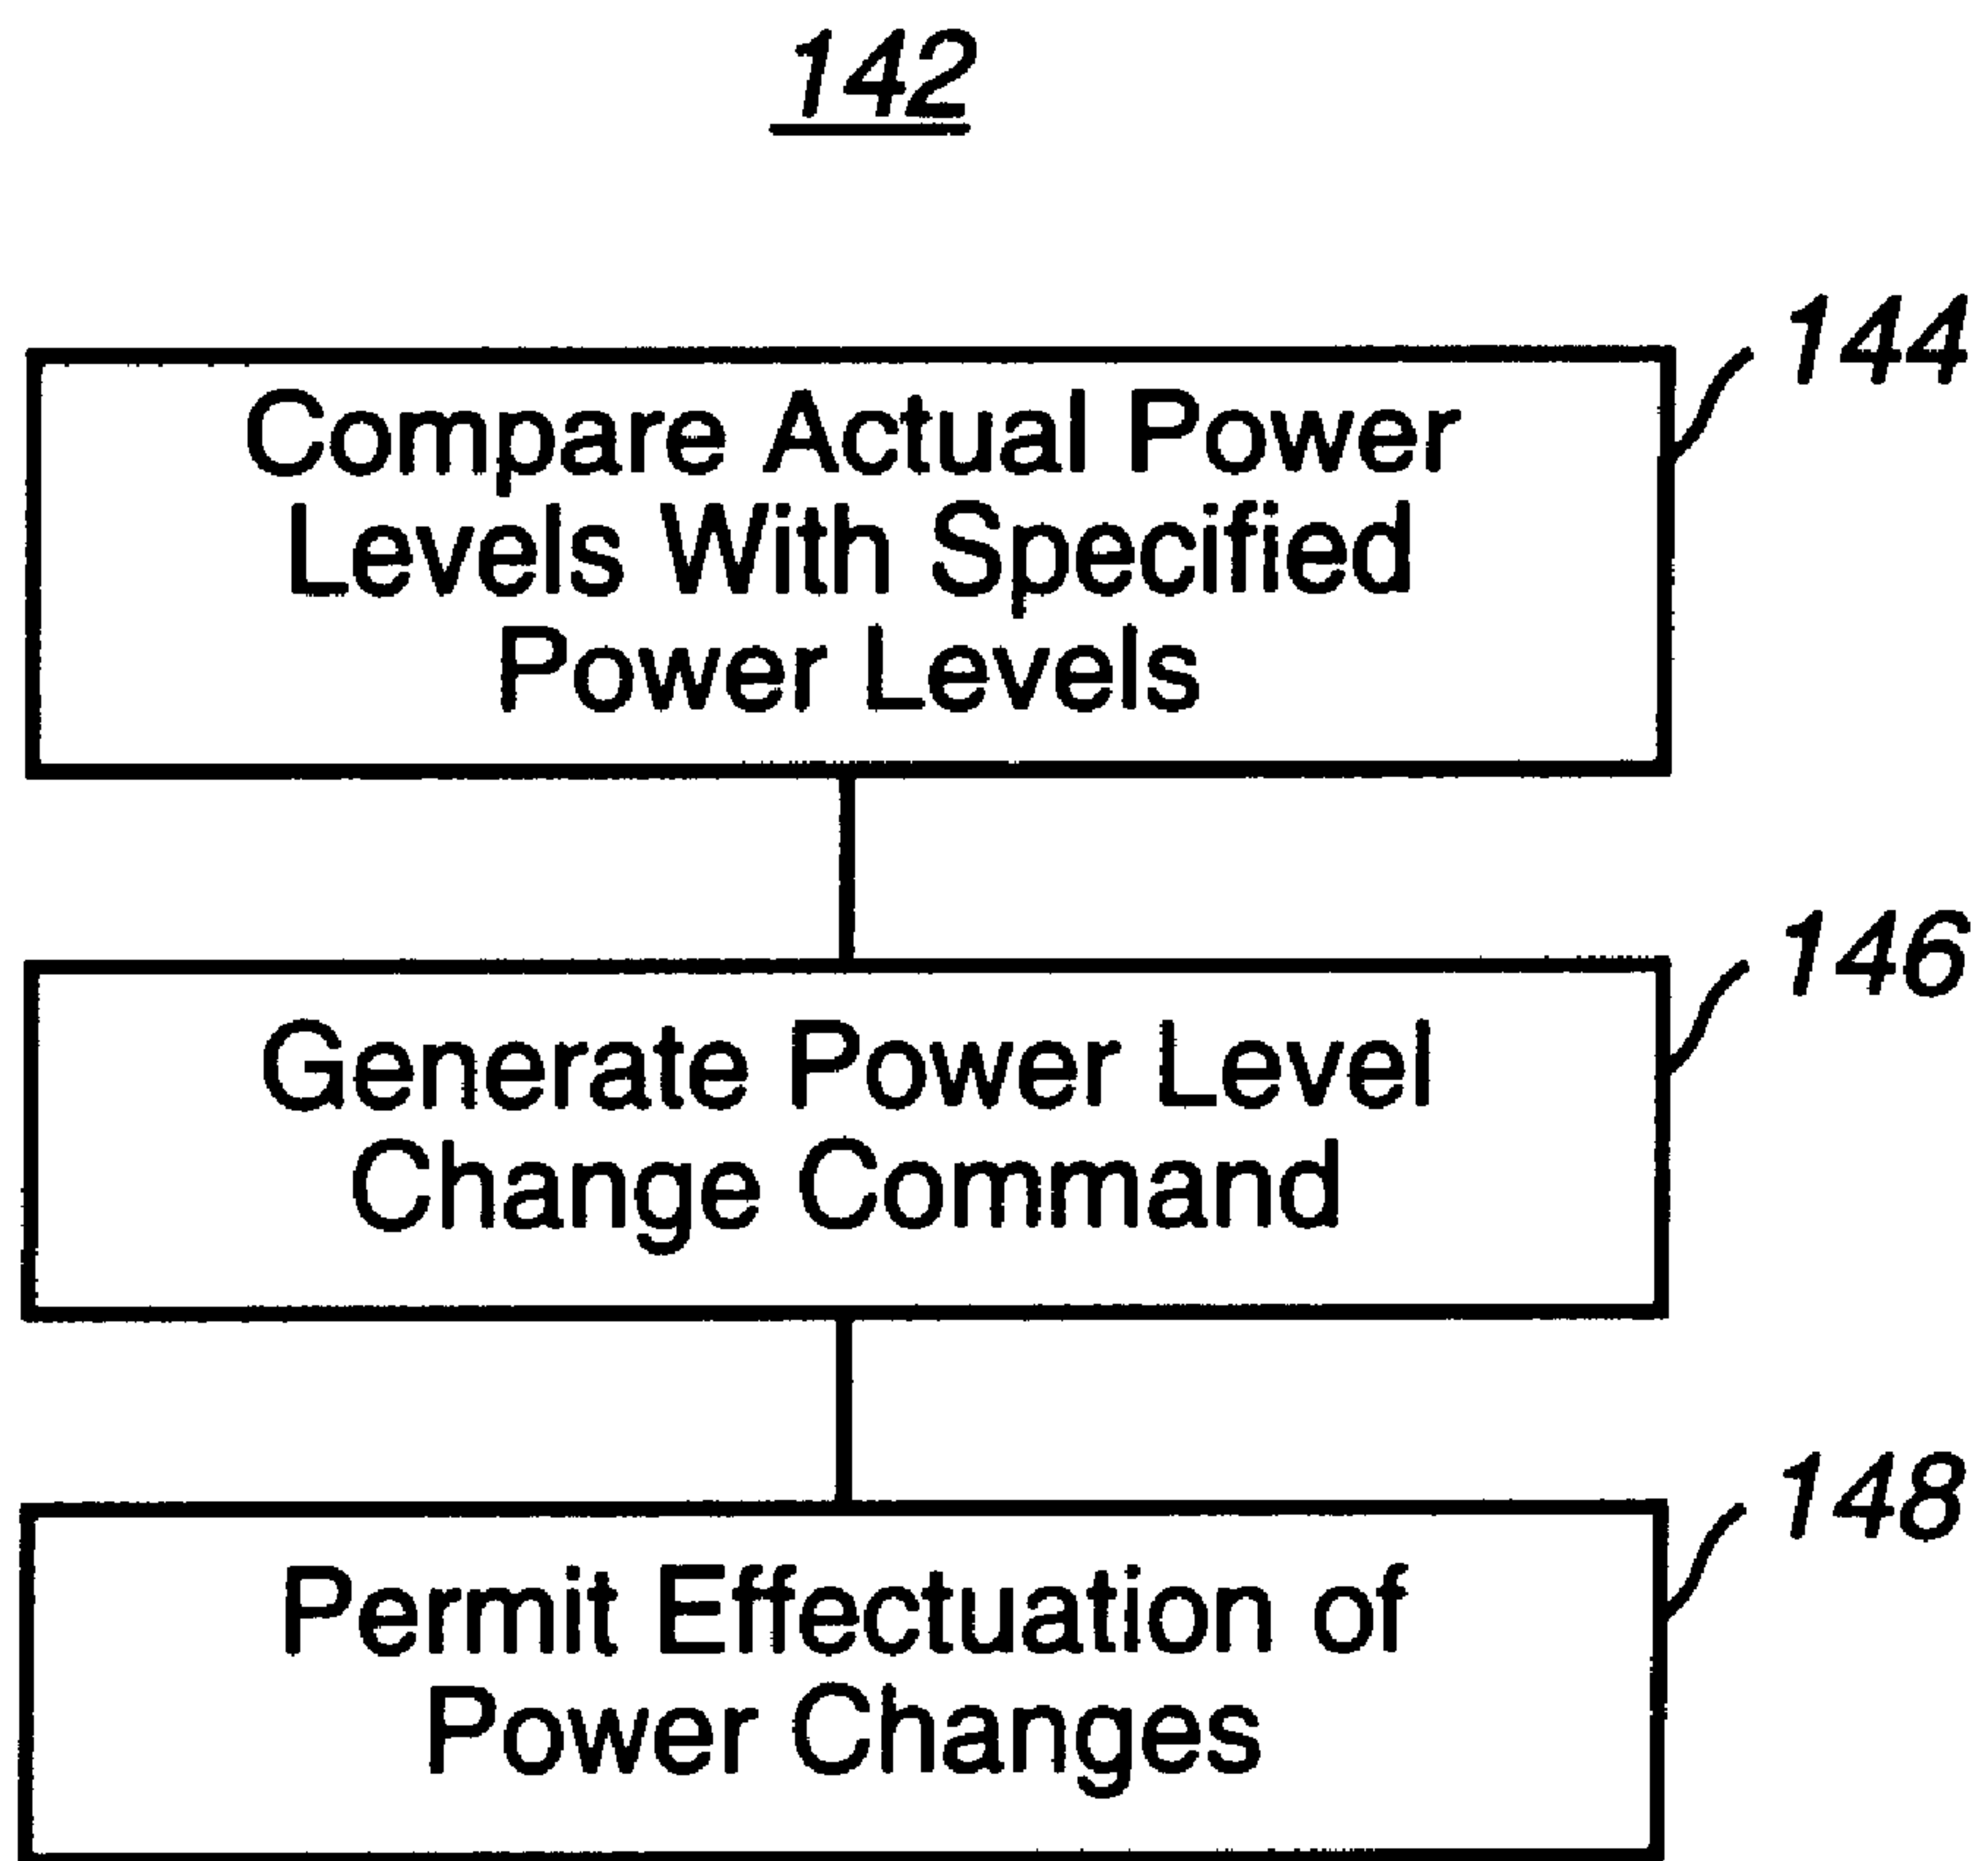 142
144
Compare Actual Power
Levels With Specified
Power Levels
146
Generate Power Level
Change Command
148
Permit Effectuation of
Power Changes